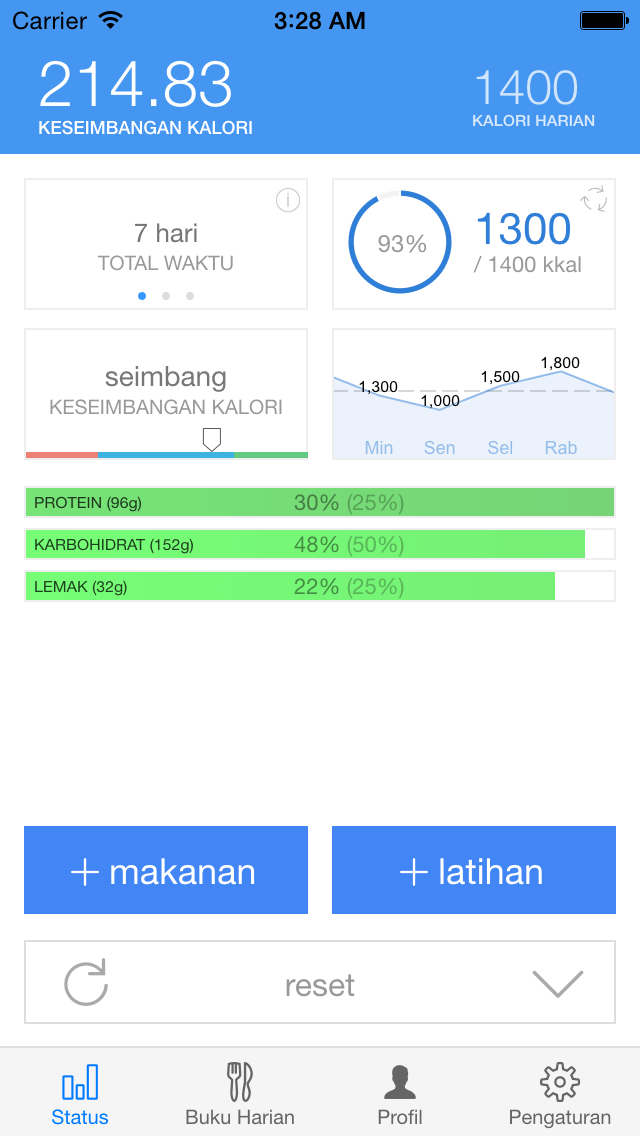 Carrier 3:28 AM
214.83
KESEIMBANGAN KALORI
1400
KALORI HARIAN
7 hari
TOTAL WAKTU
93%
1300
/ 1400 kkal
seimbang
KESEIMBANGAN KALORI
1,300
1,000
1,500
1,800
Min Sen Sel Rab
PROTEIN (96g) 30% (25%)
KARBOHIDRAT (152g) 48% (50%)
LEMAK (32g) 22% (25%)
+ makanan
+ latihan
reset
Status Buku Harian Profil Pengaturan